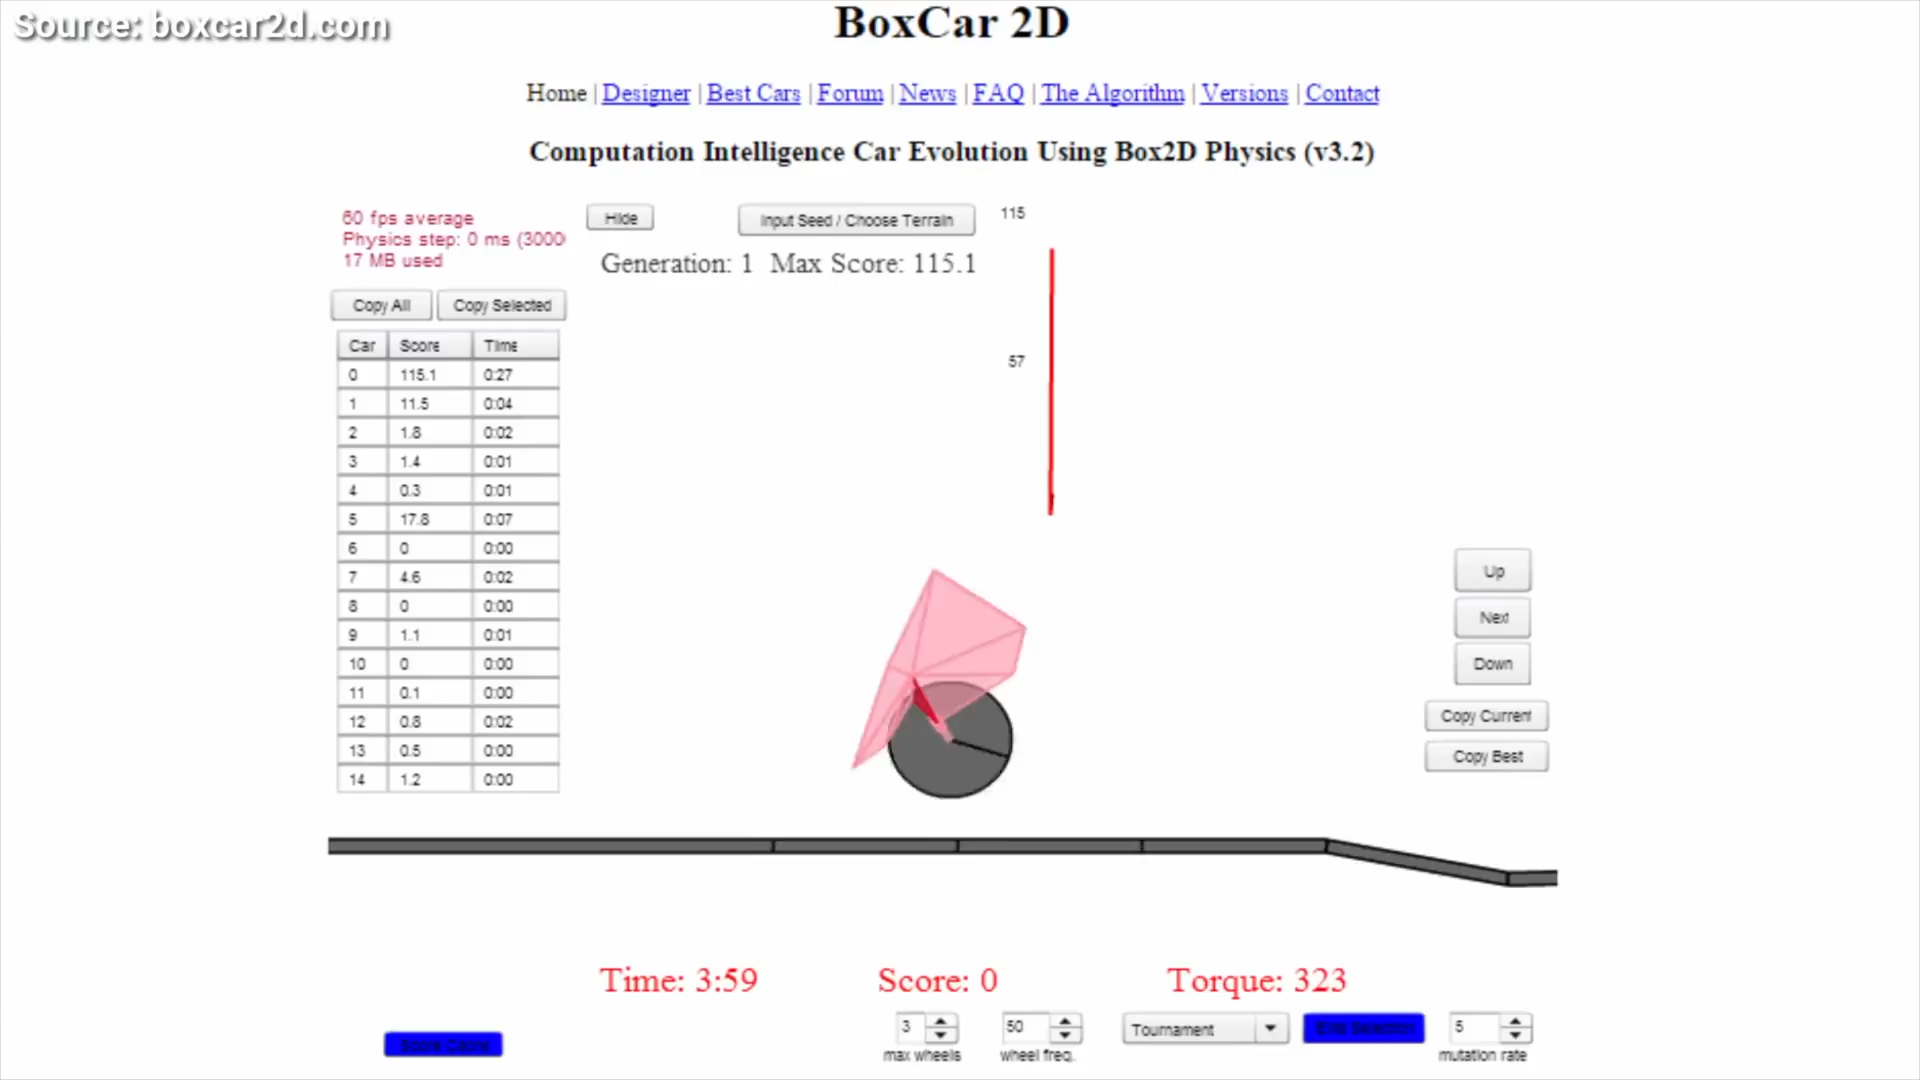 Source: boxcar2d.com
BoxCar 2D
Home | Designer | Best Cars | Forum | News | FAQ | The Algorithm | Versions | Contact
Computation Intelligence Car Evolution Using Box2D Physics (v3.2)
60 fps average
Physics step: 0 ms (3000
17 MB used
Hide
Input Seed / Choose Terrain
115
Generation: 1 Max Score: 115.1
Copy All
Copy Selected
Car Score Time
0 115.1 0:27
57
1 11.5 0:04
2 1.8 0:02
3 1.4 0:01
4 0.3 0:01
5 17.8 0:07
6 0 0:00
7 4.6 0:02
8 0 0:00
9 1.1 0:01
10 0 0:00
11 0.1 0:00
12 0.8 0:02
13 0.5 0:00
14 1.2 0:00
Up
Next
Down
Copy Current
Copy Best
Time: 3:59
Score: 0
Torque: 323
3
50
Tournament
Elite Selection
5
Score Cache
max wheels
wheel freq.
mutation rate